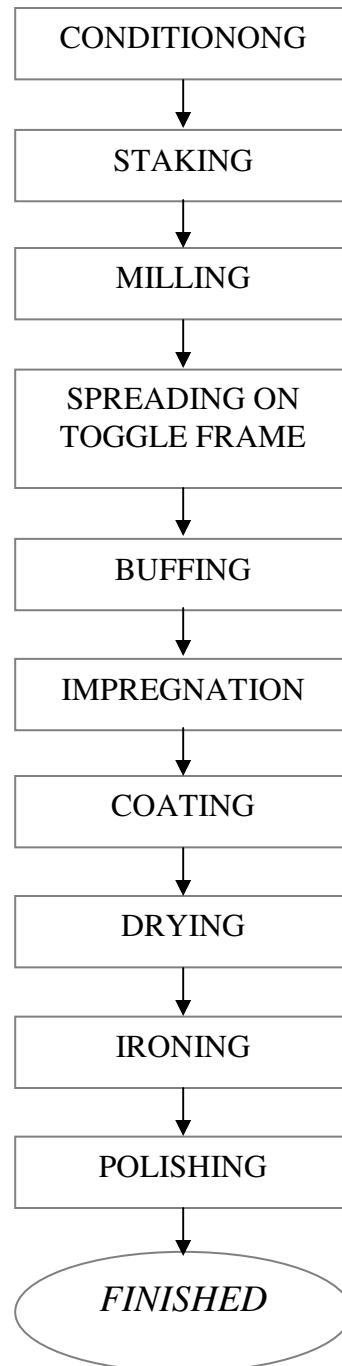 CONDITIONONG
STAKING
MILLING
SPREADING ON
TOGGLE FRAME
BUFFING
IMPREGNATION
COATING
DRYING
IRONING
POLISHING
FINISHED